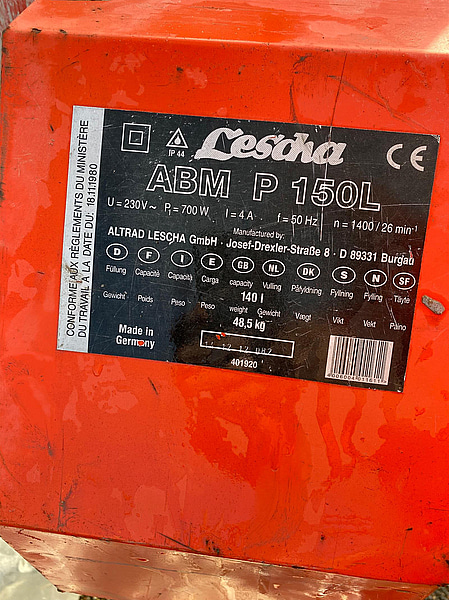 CONFORME AUX RÈGLEMENTS DU MINISTÈRE
DU TRAVAIL A LA DATE DU: 18.11.1980
IP 44
Lescha
CE
ABM P 150L
U = 230V~ P₁ = 700 W I = 4 A f = 50 Hz n = 1400 / 26 min⁻¹
Manufactured by:
ALTRAD LESCHA GmbH · Josef-Drexler-Straße 8 · D 89331 Burgau
D F I E GB NL DK S N SF
Füllung Capacité Capacità Carga capacity Vulling Påfyldning Fyllning Fylling Täyte
140 l
Gewicht Poids Peso Peso weight Gewicht Vægt Vikt Vekt Paino
48,5 kg
Made in
Germany
401920